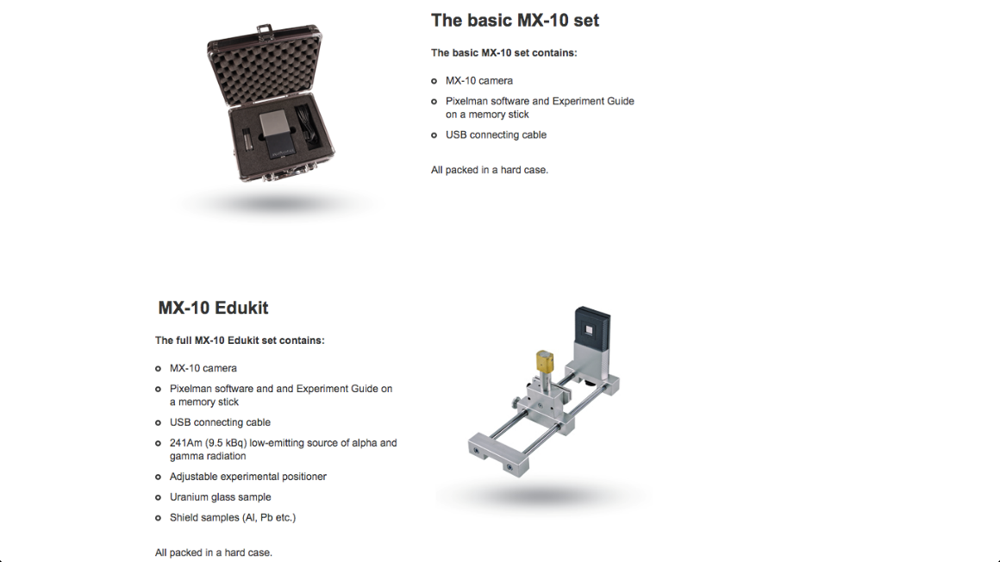 The basic MX-10 set
The basic MX-10 set contains:
MX-10 camera
Pixelman software and Experiment Guide
on a memory stick
USB connecting cable
All packed in a hard case.
MX-10 Edukit
The full MX-10 Edukit set contains:
MX-10 camera
Pixelman software and and Experiment Guide on
a memory stick
USB connecting cable
241Am (9.5 kBq) low-emitting source of alpha and
gamma radiation
Adjustable experimental positioner
Uranium glass sample
Shield samples (Al, Pb etc.)
All packed in a hard case.